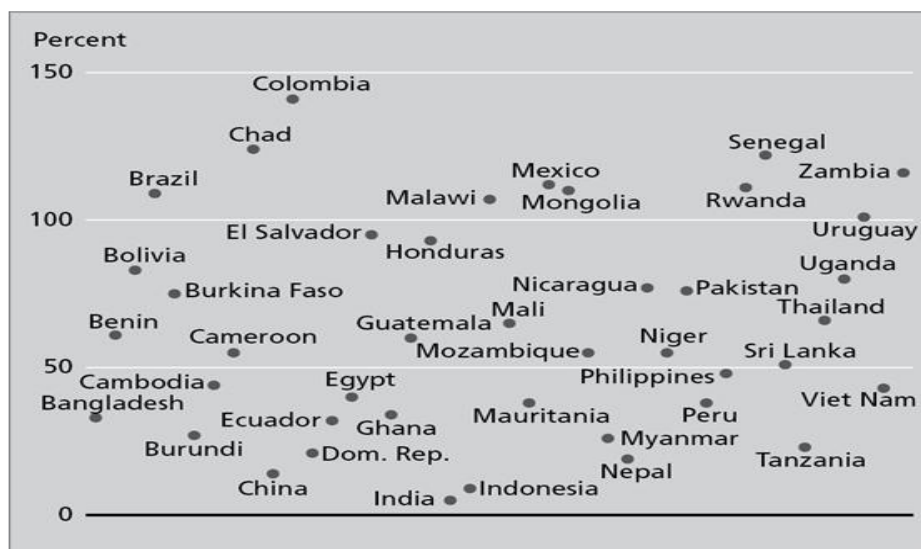 Percent
150
Colombia
Chad
Senegal
Mexico
Zambia
Brazil
Malawi
Mongolia
Rwanda
100
Uruguay
El Salvador
Honduras
Bolivia
Uganda
Nicaragua
Pakistan
Burkina Faso
Mali
Thailand
Benin
Guatemala
Cameroon
Niger
Mozambique
Sri Lanka
50
Philippines
Cambodia
Egypt
Viet Nam
Bangladesh
Ecuador
Ghana
Mauritania
Peru
Burundi
Dom. Rep.
Myanmar
Tanzania
Nepal
China
India
Indonesia
0